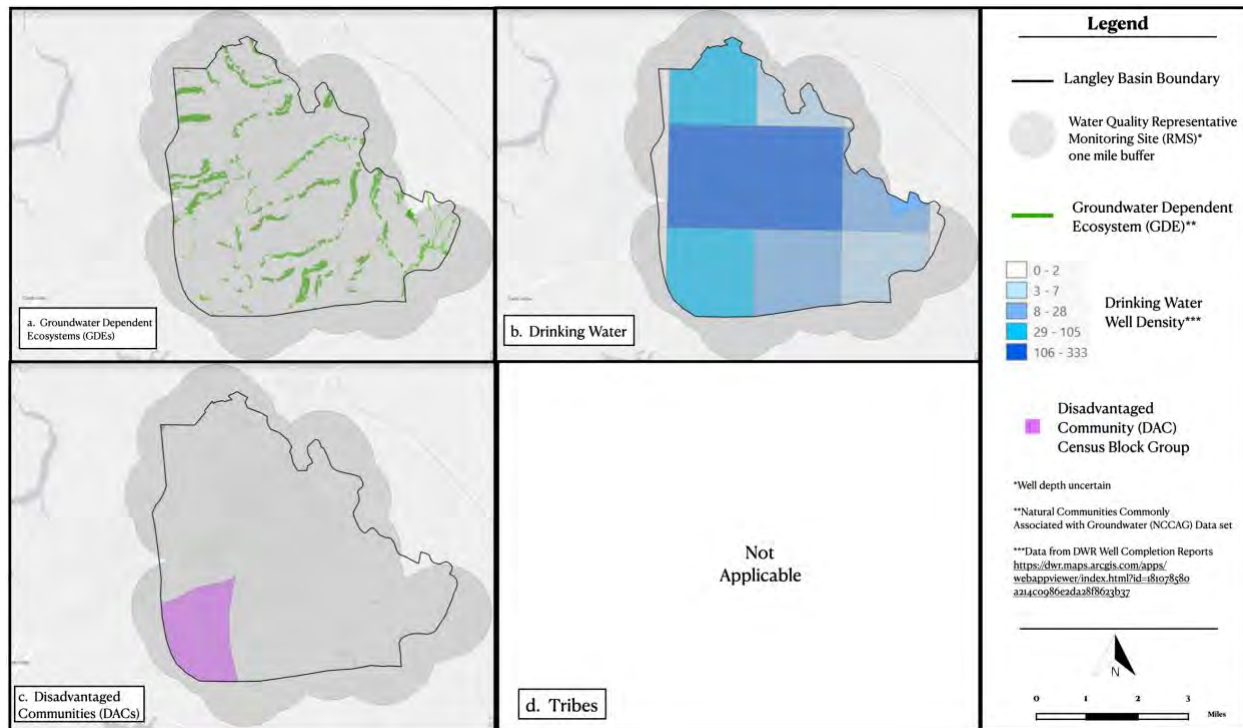 a. Groundwater Dependent
Ecosystems (GDEs)
b. Drinking Water
c. Disadvantaged
Communities (DACs)
Not
Applicable
d. Tribes
Legend
Langley Basin Boundary
Water Quality Representative
Monitoring Site (RMS)*
one mile buffer
Groundwater Dependent
Ecosystem (GDE)**
0 - 2
3 - 7
8 - 28
29 - 105
106 - 333
Drinking Water
Well Density***
Disadvantaged
Community (DAC)
Census Block Group
*Well depth uncertain
**Natural Communities Commonly
Associated with Groundwater (NCCAG) Data set
***Data from DWR Well Completion Reports
https://dwr.maps.arcgis.com/apps/
webappviewer/index.html?id=181078580
a214c0986e2da28f8623b37
N
0 1 2 3
Miles